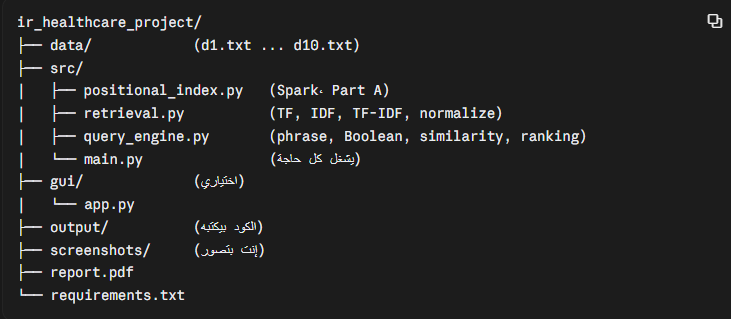 ir_healthcare_project/
├── data/ (d1.txt ... d10.txt)
├── src/
│ ├── positional_index.py (Spark، Part A)
│ ├── retrieval.py (TF, IDF, TF-IDF, normalize)
│ ├── query_engine.py (phrase, Boolean, similarity, ranking)
│ └── main.py (يشغل كل حاجة)
├── gui/ (اختياري)
│ └── app.py
├── output/ (الكود بيكتبه)
├── screenshots/ (إنت بتصور)
├── report.pdf
└── requirements.txt